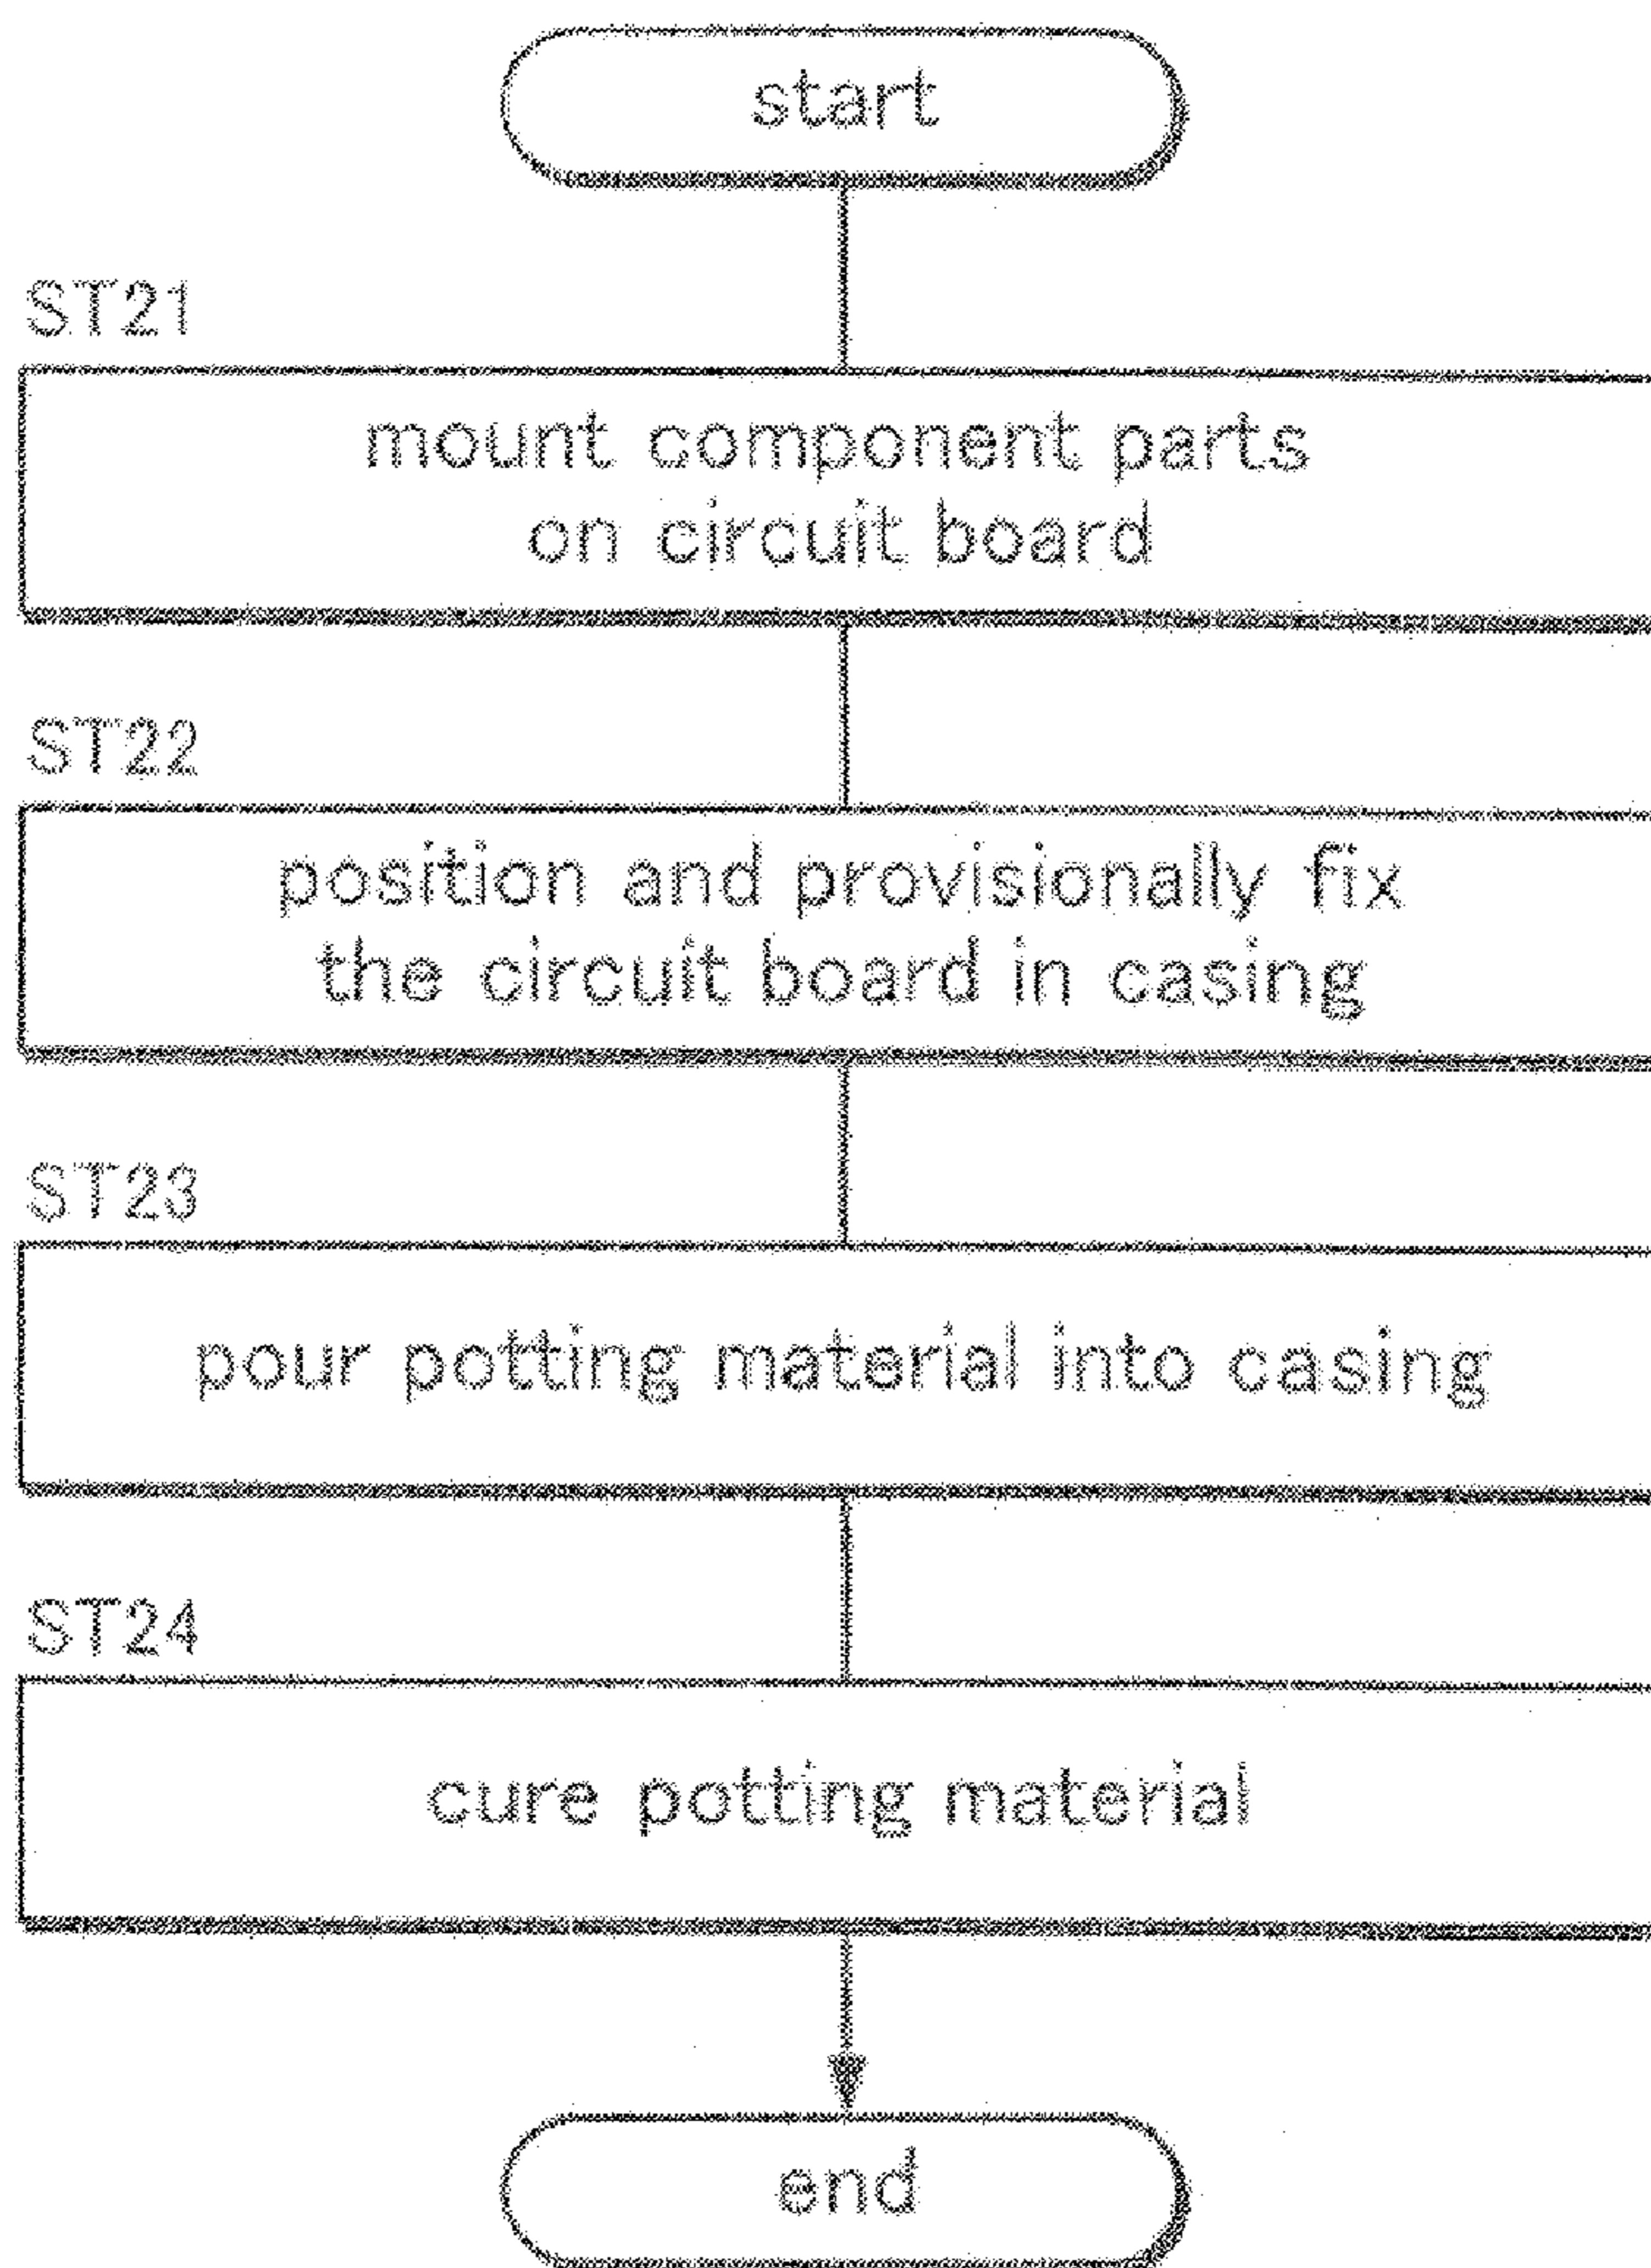 start
ST21
mount component parts
on circuit board
ST22
position and provisionally fix
the circuit board in casing
ST23
pour potting material into casing
ST24
cure potting material
end